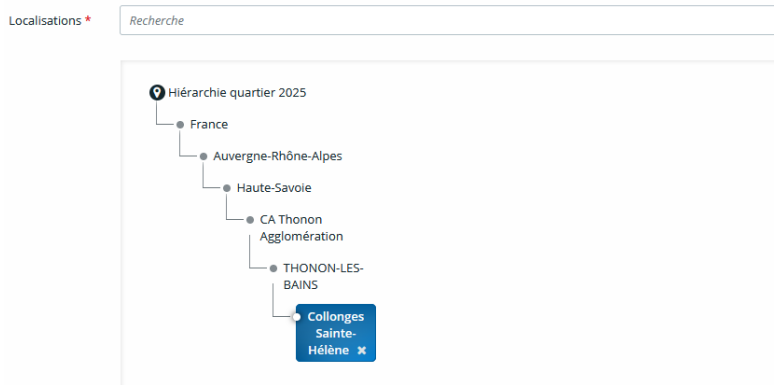 Localisations *
Recherche
Hiérarchie quartier 2025
France
Auvergne-Rhône-Alpes
Haute-Savoie
CA Thonon
Agglomération
THONON-LES-
BAINS
Collonges
Sainte-
Hélène ×